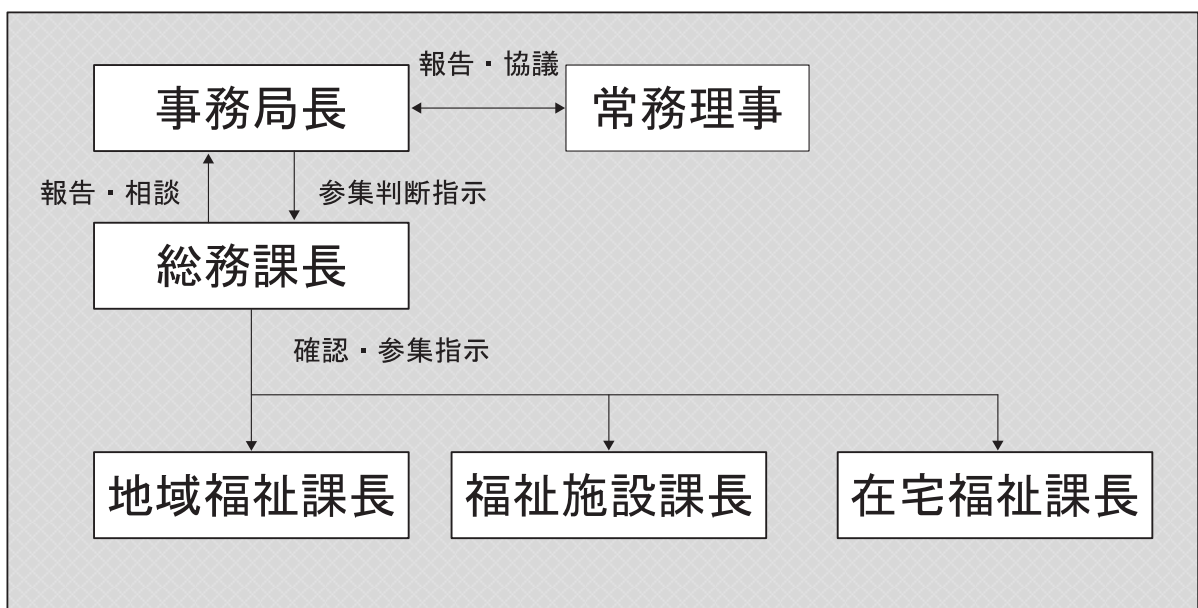 報告・協議
事務局長
常務理事
報告・相談
参集判断指示
総務課長
確認・参集指示
地域福祉課長
福祉施設課長
在宅福祉課長